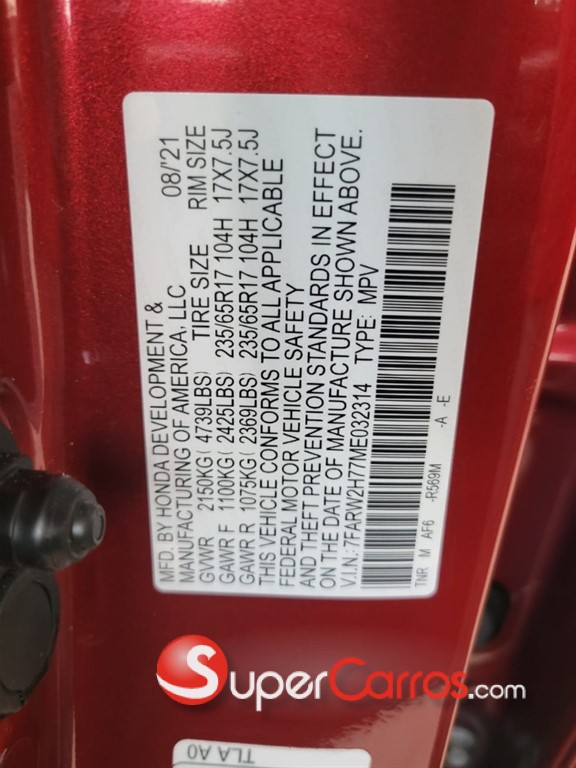 MFD. BY HONDA DEVELOPMENT &
MANUFACTURING OF AMERICA, LLC 08/'21
GVWR 2150KG(4739LBS) TIRE SIZE RIM SIZE
GAWR F 1100KG(2425LBS) 235/65R17 104H 17X7.5J
GAWR R 1075KG(2369LBS) 235/65R17 104H 17X7.5J
THIS VEHICLE CONFORMS TO ALL APPLICABLE
FEDERAL MOTOR VEHICLE SAFETY
AND THEFT PREVENTION STANDARDS IN EFFECT
ON THE DATE OF MANUFACTURE SHOWN ABOVE.
V.I.N.: 7FARW2H77ME032314 TYPE: MPV
TNR M AF6 -R569M -A -E
SuperCarros.com
TLA A0